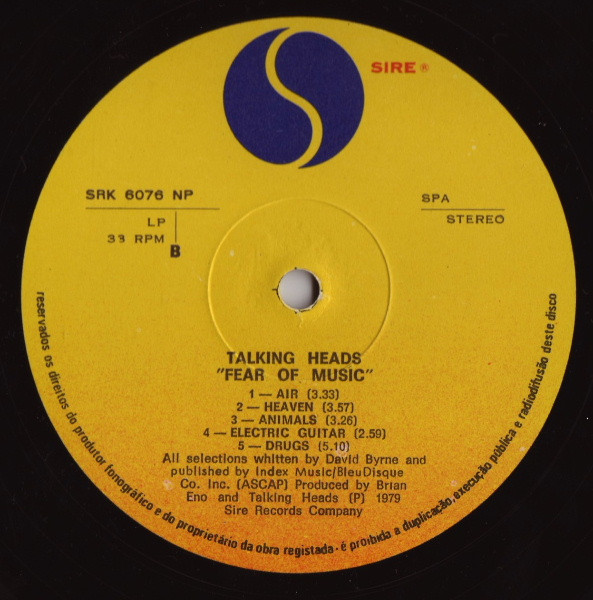 SIRE ®
SRK 6076 NP
LP
33 RPM
B
SPA
STEREO
TALKING HEADS
"FEAR OF MUSIC"
1 — AIR (3.33)
2 — HEAVEN (3.57)
3 — ANIMALS (3.26)
4 — ELECTRIC GUITAR (2.59)
5 — DRUGS (5.10)
All selections whitten by David Byrne and
published by Index Music/BleuDisque
Co. Inc. (ASCAP) Produced by Brian
Eno and Talking Heads (P) 1979
Sire Records Company
reservados os direitos do produtor fonográfico e do proprietário da obra registada - é proibida a duplicação, execução pública e radiodifusão deste disco